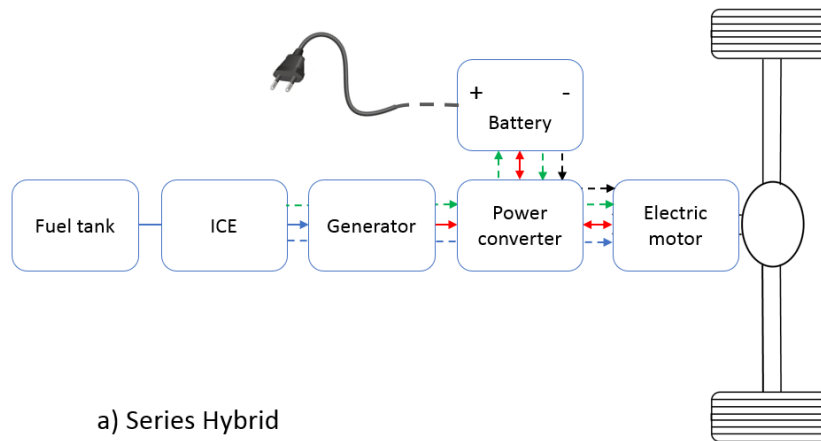 + -
Battery
Fuel tank
ICE
Generator
Power
converter
Electric
motor
a) Series Hybrid